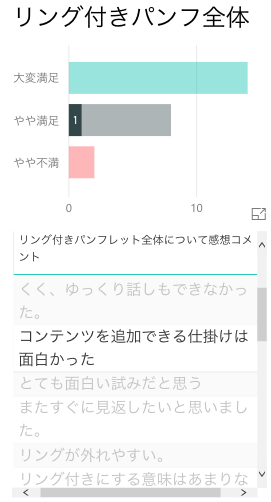 リング付きパンフ全体
大変満足
やや満足
1
やや不満
0
10
リング付きパンフレット全体について感想コメ
ント
くく、ゆっくり話しもできなかっ
た。
コンテンツを追加できる仕掛けは
面白かった
とても面白い試みだと思う
またすぐに見返したいと思いまし
た。
リングが外れやすい。
リング付きにする意味はあまりな